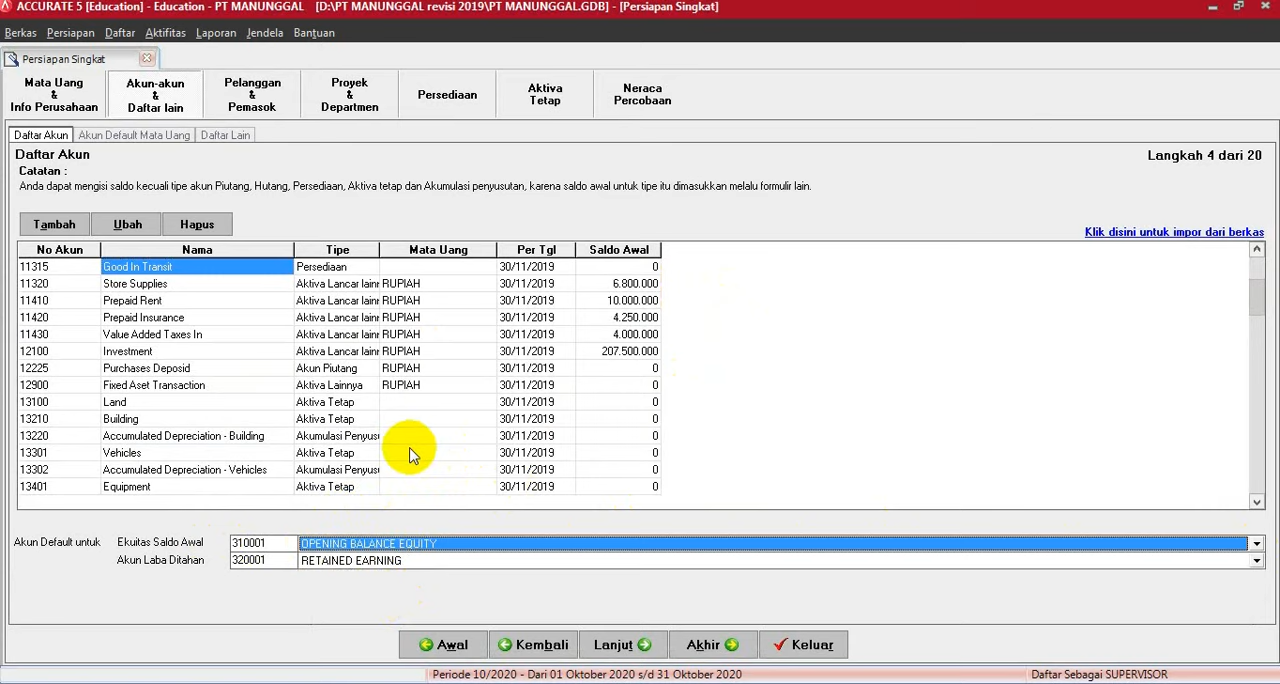 ACCURATE 5 [Education] - Education - PT MANUNGGAL [D:\PT MANUNGGAL revisi 2019\PT MANUNGGAL.GDB] - [Persiapan Singkat]
Berkas Persiapan Daftar Aktifitas Laporan Jendela Bantuan
Persiapan Singkat
Mata Uang & Info Perusahaan
Akun-akun & Daftar lain
Pelanggan & Pemasok
Proyek & Departmen
Persediaan
Aktiva Tetap
Neraca Percobaan
Daftar Akun Akun Default Mata Uang Daftar Lain
Daftar Akun Langkah 4 dari 20
Catatan :
Anda dapat mengisi saldo kecuali tipe akun Piutang, Hutang, Persediaan, Aktiva tetap dan Akumulasi penyusutan, karena saldo awal untuk tipe itu dimasukkan melalu formulir lain.
Tambah Ubah Hapus
Klik disini untuk impor dari berkas
No Akun Nama Tipe Mata Uang Per Tgl Saldo Awal
11315 Good In Transit Persediaan 30/11/2019 0
11320 Store Supplies Aktiva Lancar lainr RUPIAH 30/11/2019 6.800.000
11410 Prepaid Rent Aktiva Lancar lainr RUPIAH 30/11/2019 10.000.000
11420 Prepaid Insurance Aktiva Lancar lainr RUPIAH 30/11/2019 4.250.000
11430 Value Added Taxes In Aktiva Lancar lainr RUPIAH 30/11/2019 4.000.000
12100 Investment Aktiva Lancar lainr RUPIAH 30/11/2019 207.500.000
12225 Purchases Deposid Akun Piutang RUPIAH 30/11/2019 0
12900 Fixed Aset Transaction Aktiva Lainnya RUPIAH 30/11/2019 0
13100 Land Aktiva Tetap 30/11/2019 0
13210 Building Aktiva Tetap 30/11/2019 0
13220 Accumulated Depreciation - Building Akumulasi Penyusu 30/11/2019 0
13301 Vehicles Aktiva Tetap 30/11/2019 0
13302 Accumulated Depreciation - Vehicles Akumulasi Penyusu 30/11/2019 0
13401 Equipment Aktiva Tetap 30/11/2019 0
Akun Default untuk Ekuitas Saldo Awal 310001 OPENING BALANCE EQUITY
Akun Laba Ditahan 320001 RETAINED EARNING
Awal Kembali Lanjut Akhir Keluar
Periode 10/2020 - Dari 01 Oktober 2020 s/d 31 Oktober 2020 Daftar Sebagai SUPERVISOR